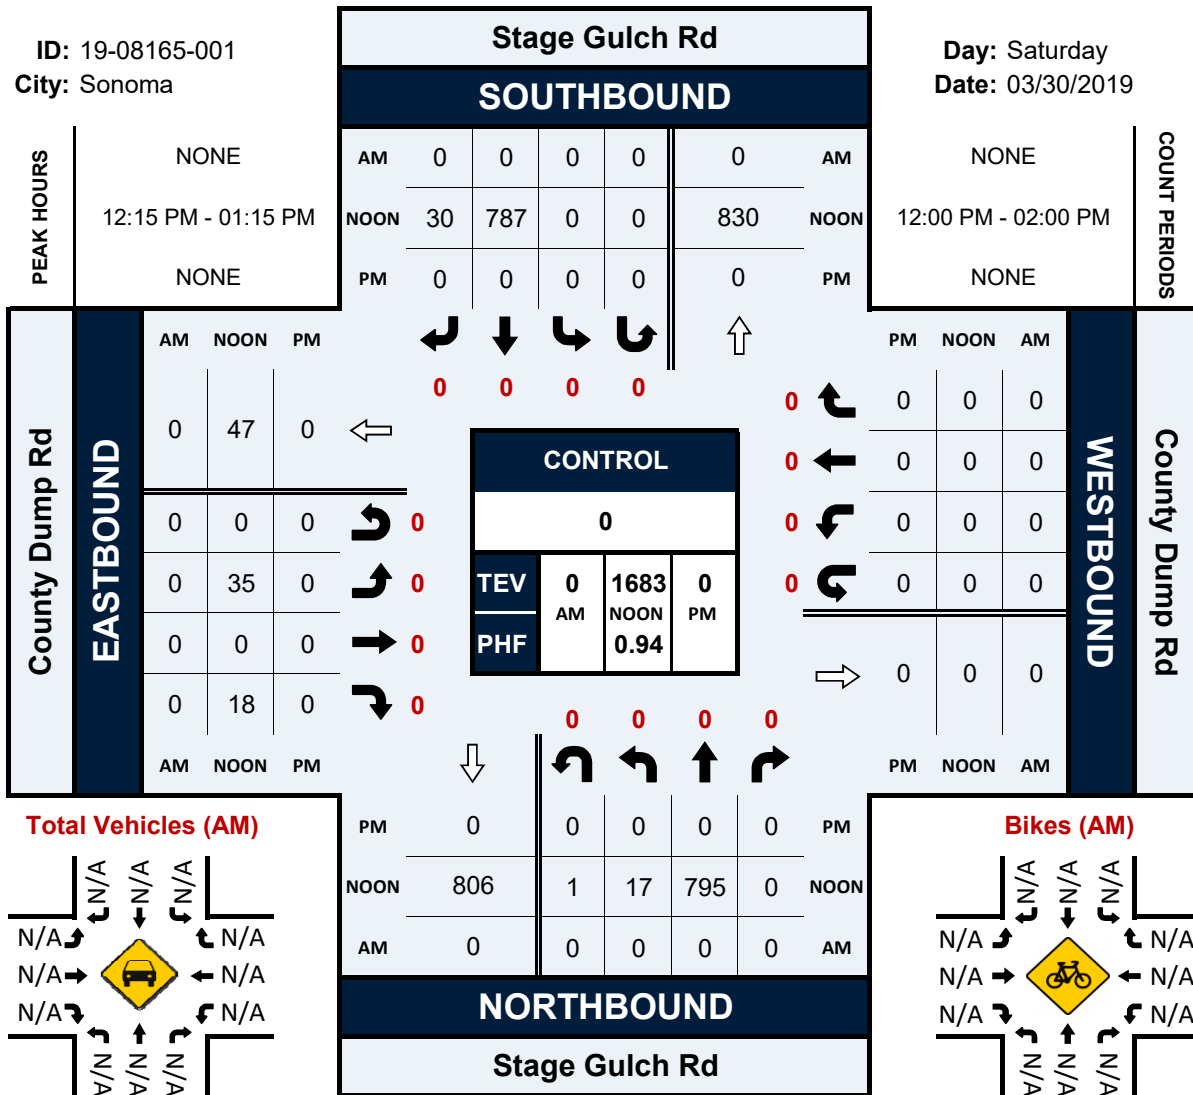 Stage Gulch Rd
SOUTHBOUND
ID: 19-08165-001
City: Sonoma
Day: Saturday
Date: 03/30/2019
PEAK HOURS
NONE
12:15 PM - 01:15 PM
NONE
AM 0 0 0 0 0 AM
NOON 30 787 0 0 830 NOON
PM 0 0 0 0 0 PM
NONE
12:00 PM - 02:00 PM
NONE
COUNT PERIODS
0 0 0 0
County Dump Rd
EASTBOUND
AM NOON PM
0 47 0
0 0 0 0
0 35 0 0
0 0 0 0
0 18 0 0
AM NOON PM
CONTROL
0
TEV 0 1683 0
AM NOON PM
PHF 0.94
PM NOON AM
0 0 0 0
0 0 0 0
0 0 0 0
0 0 0 0
0 0 0
PM NOON AM
WESTBOUND
County Dump Rd
0 0 0 0
PM 0 0 0 0 0 PM
NOON 806 1 17 795 0 NOON
AM 0 0 0 0 0 AM
NORTHBOUND
Stage Gulch Rd
Total Vehicles (AM)
N/A N/A N/A
N/A N/A
N/A N/A
N/A N/A
N/A N/A N/A
Bikes (AM)
N/A N/A N/A
N/A N/A
N/A N/A
N/A N/A
N/A N/A N/A